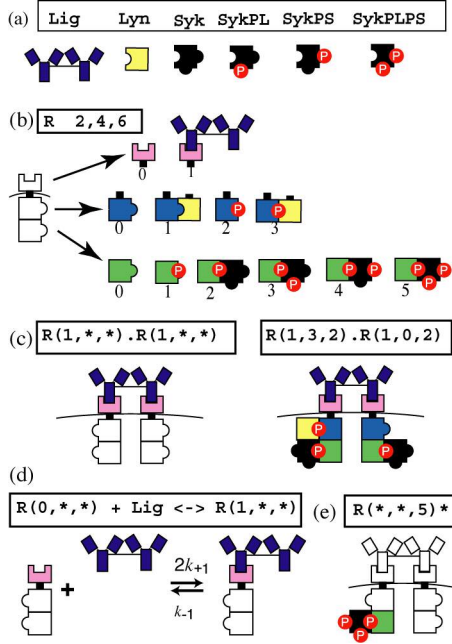 (a)
Lig Lyn Syk SykPL SykPS SykPLPS
P P P P
(b)
R 2,4,6
0 1
P P
0 1 2 3
P P P P P P P P P
0 1 2 3 4 5
(c)
R(1,*,*).R(1,*,*) R(1,3,2).R(1,0,2)
P
P P
(d)
R(0,*,*) + Lig <-> R(1,*,*)
(e)
R(*,*,5)*
+
2k+1
k-1
P P
P